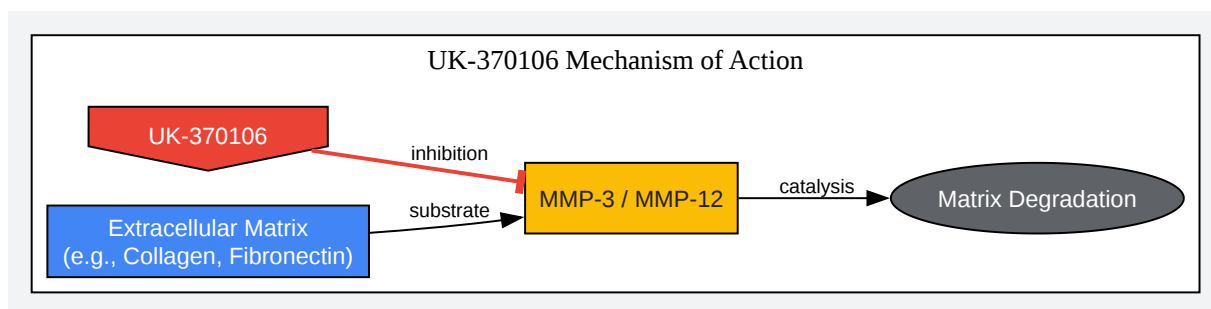 UK-370106 Mechanism of Action
UK-370106
inhibition
Extracellular Matrix
(e.g., Collagen, Fibronectin)
substrate
MMP-3 / MMP-12
catalysis
Matrix Degradation